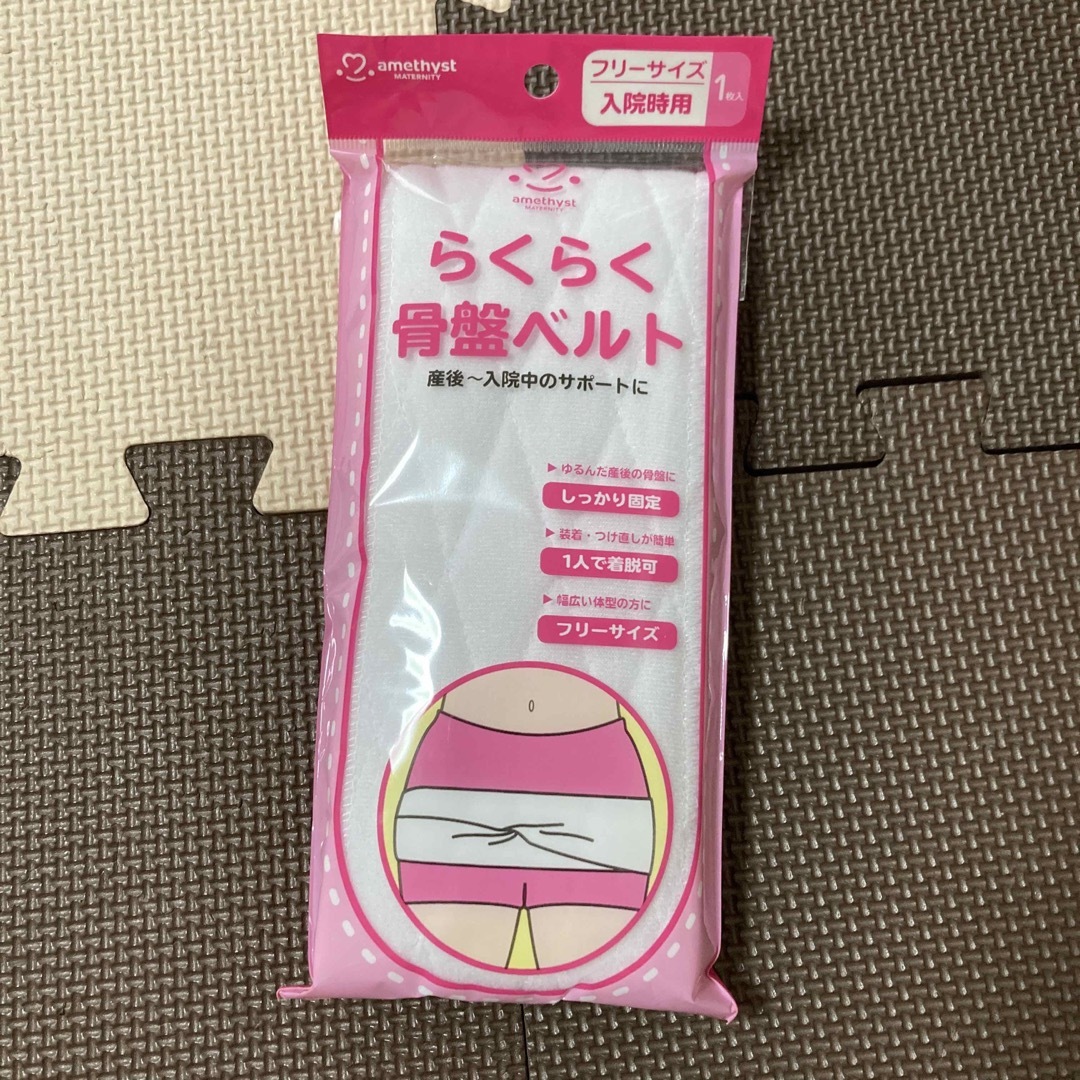 amethyst
MATERNITY
フリーサイズ
入院時用
1枚入
amethyst
MATERNITY
らくらく
骨盤ベルト
産後～入院中のサポートに
▶ ゆるんだ産後の骨盤に
しっかり固定
▶ 装着・つけ直しが簡単
1人で着脱可
▶ 幅広い体型の方に
フリーサイズ